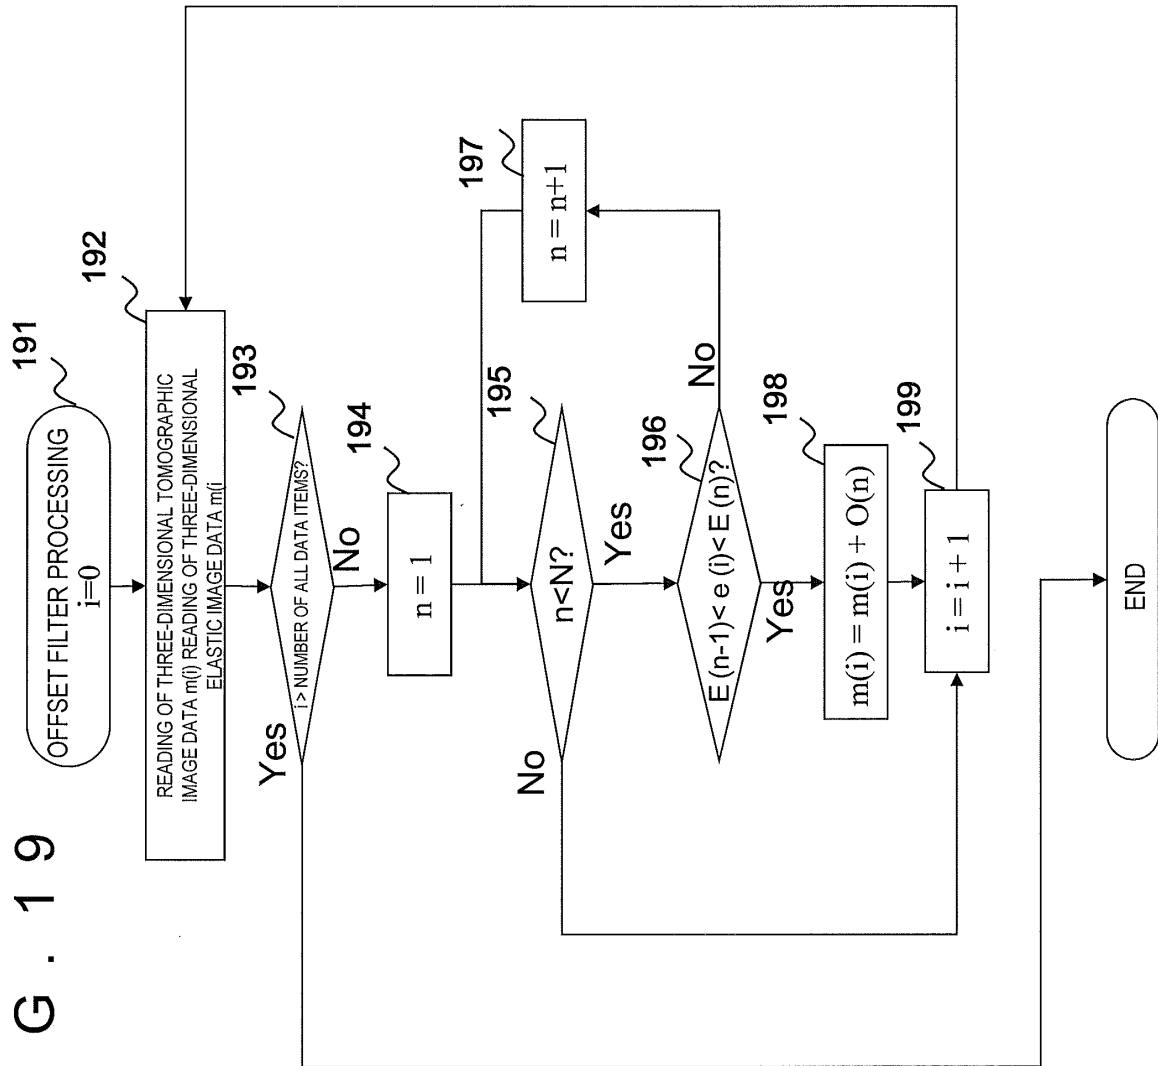 G . 1 9
OFFSET FILTER PROCESSING
i=0
191
READING OF THREE-DIMENSIONAL TOMOGRAPHIC
IMAGE DATA m(i) READING OF THREE-DIMENSIONAL
ELASTIC IMAGE DATA m(i
192
i > NUMBER OF ALL DATA ITEMS?
193
Yes
No
n = 1
194
n<N?
195
No
Yes
E (n-1)< e (i)< E (n)?
196
No
Yes
n = n+1
197
m(i) = m(i) + O(n)
198
i = i + 1
199
END